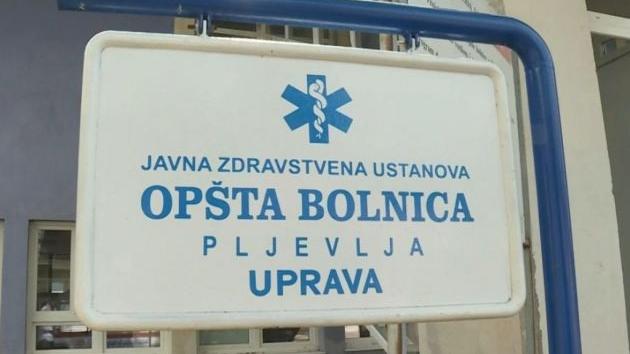 JAVNA ZDRAVSTVENA USTANOVA
OPŠTA BOLNICA
PLJEVLJA
UPRAVA